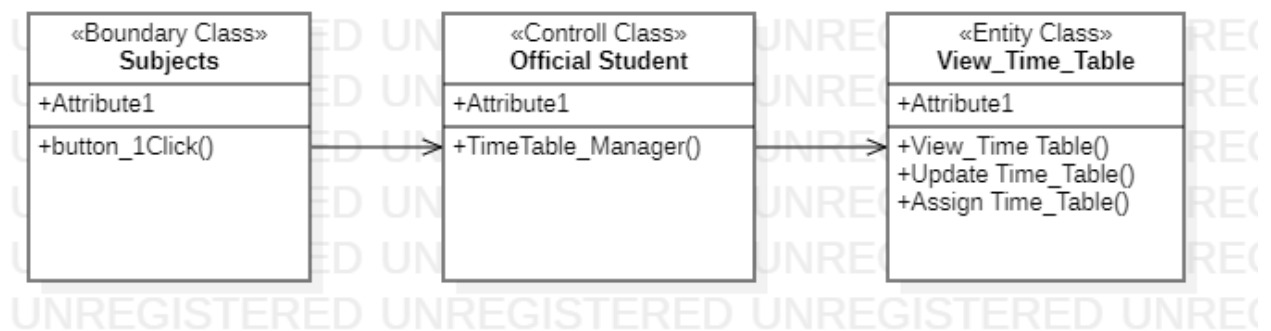 «Boundary Class»
Subjects
+Attribute1
+button_1Click()
«Controll Class»
Official Student
+Attribute1
+TimeTable_Manager()
«Entity Class»
View_Time_Table
+Attribute1
+View_Time Table()
+Update Time_Table()
+Assign Time_Table()
UNREGISTERED UNREGISTERED UNREGISTERED UNREG